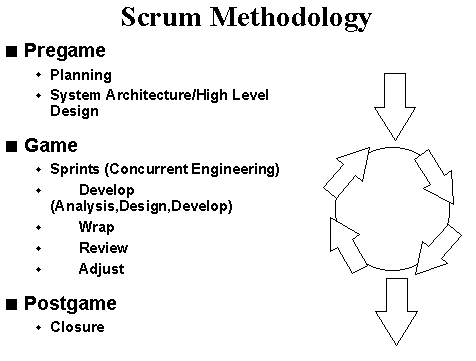 Scrum Methodology
Pregame
Planning
System Architecture/High Level
Design
Game
Sprints (Concurrent Engineering)
Develop
(Analysis,Design,Develop)
Wrap
Review
Adjust
Postgame
Closure